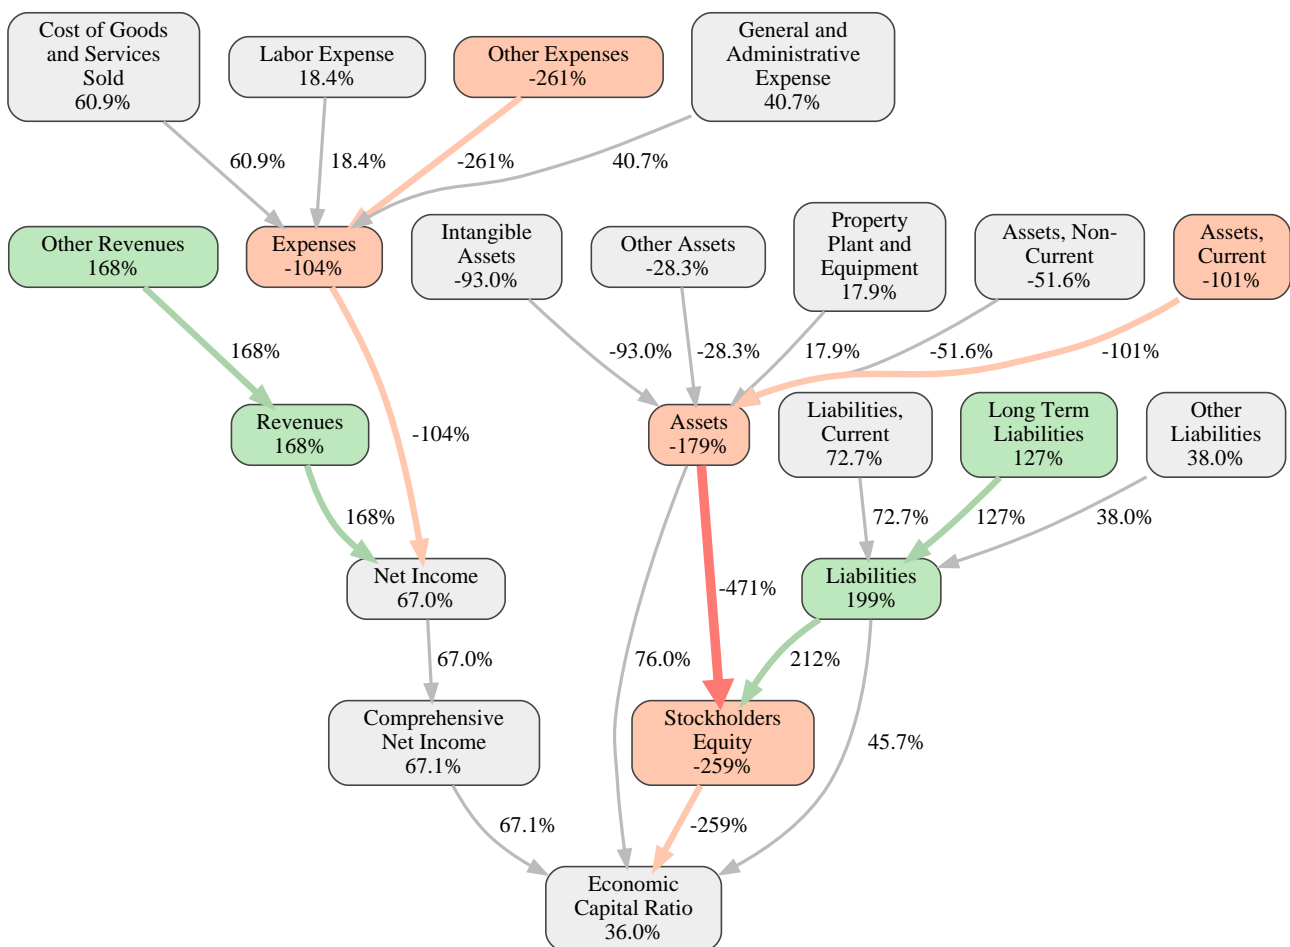 Cost of Goods
and Services
Sold
60.9%
Labor Expense
18.4%
Other Expenses
-261%
General and
Administrative
Expense
40.7%
60.9%
18.4%
-261%
40.7%
Other Revenues
168%
Expenses
-104%
Intangible
Assets
-93.0%
Other Assets
-28.3%
Property
Plant and
Equipment
17.9%
Assets, Non-
Current
-51.6%
Assets,
Current
-101%
168%
-93.0%
-28.3%
17.9%
-51.6%
-101%
Revenues
168%
-104%
Assets
-179%
Liabilities,
Current
72.7%
Long Term
Liabilities
127%
Other
Liabilities
38.0%
168%
72.7%
127%
38.0%
Net Income
67.0%
-471%
Liabilities
199%
67.0%
76.0%
212%
Comprehensive
Net Income
67.1%
Stockholders
Equity
-259%
45.7%
67.1%
-259%
Economic
Capital Ratio
36.0%